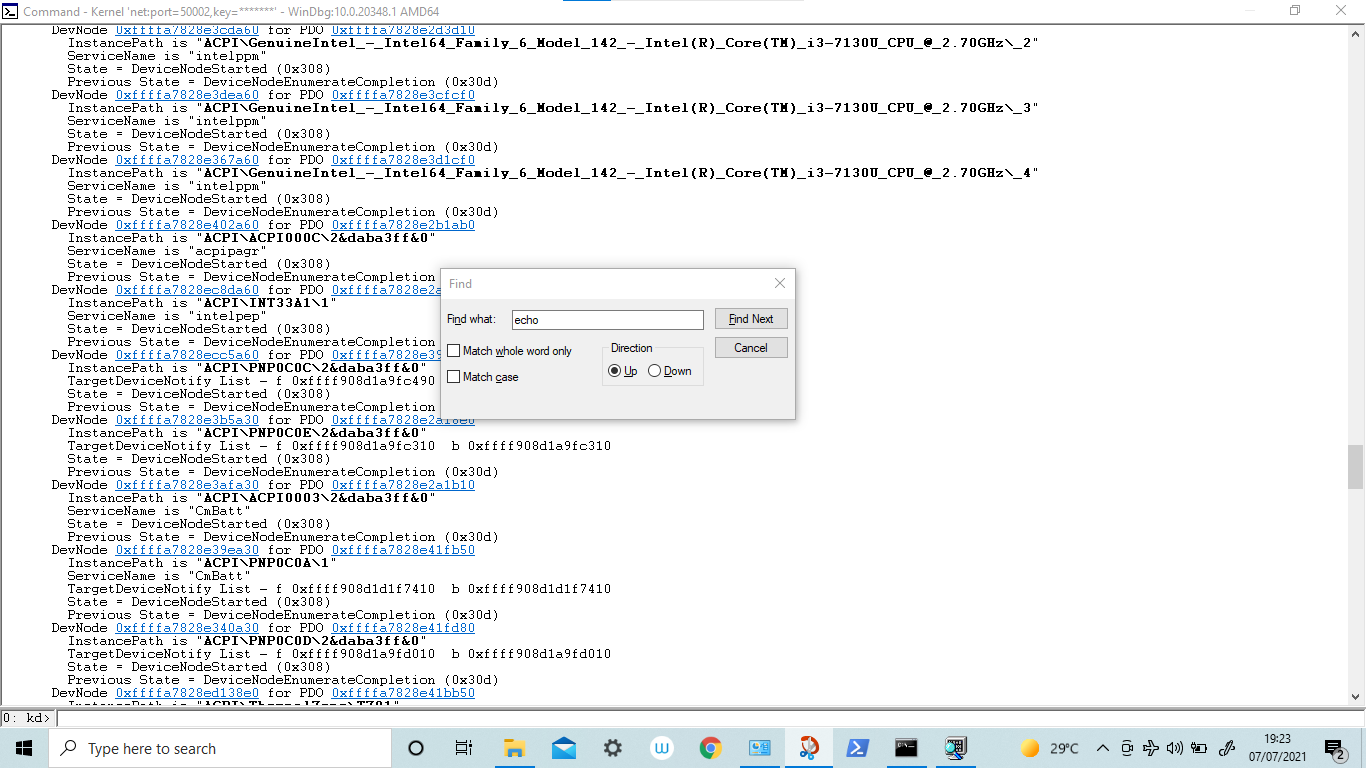 Command - Kernel 'net:port=50002,key=*******' - WinDbg:10.0.20348.1 AMD64
DevNode 0xffffa7828e3cda60 for PDO 0xffffa7828e2d3d10
InstancePath is "ACPI\GenuineIntel_-_Intel64_Family_6_Model_142_-_Intel(R)_Core(TM)_i3-7130U_CPU_@_2.70GHz\_2"
ServiceName is "intelppm"
State = DeviceNodeStarted (0x308)
Previous State = DeviceNodeEnumerateCompletion (0x30d)
DevNode 0xffffa7828e3dea60 for PDO 0xffffa7828e3cfcf0
InstancePath is "ACPI\GenuineIntel_-_Intel64_Family_6_Model_142_-_Intel(R)_Core(TM)_i3-7130U_CPU_@_2.70GHz\_3"
ServiceName is "intelppm"
State = DeviceNodeStarted (0x308)
Previous State = DeviceNodeEnumerateCompletion (0x30d)
DevNode 0xffffa7828e367a60 for PDO 0xffffa7828e3d1cf0
InstancePath is "ACPI\GenuineIntel_-_Intel64_Family_6_Model_142_-_Intel(R)_Core(TM)_i3-7130U_CPU_@_2.70GHz\_4"
ServiceName is "intelppm"
State = DeviceNodeStarted (0x308)
Previous State = DeviceNodeEnumerateCompletion (0x30d)
DevNode 0xffffa7828e402a60 for PDO 0xffffa7828e2b1ab0
InstancePath is "ACPI\ACPI000C\2&daba3ff&0"
ServiceName is "acpipagr"
State = DeviceNodeStarted (0x308)
Previous State = DeviceNodeEnumerateCompletion
DevNode 0xffffa7828ec8da60 for PDO 0xffffa7828e2a
InstancePath is "ACPI\INT33A1\1"
ServiceName is "intelpep"
State = DeviceNodeStarted (0x308)
Previous State = DeviceNodeEnumerateCompletion
DevNode 0xffffa7828ecc5a60 for PDO 0xffffa7828e39
InstancePath is "ACPI\PNP0C0C\2&daba3ff&0"
TargetDeviceNotify List - f 0xffff908d1a9fc490
State = DeviceNodeStarted (0x308)
Previous State = DeviceNodeEnumerateCompletion
DevNode 0xffffa7828e3b5a30 for PDO 0xffffa7828e2a18e0
InstancePath is "ACPI\PNP0C0E\2&daba3ff&0"
TargetDeviceNotify List - f 0xffff908d1a9fc310 b 0xffff908d1a9fc310
State = DeviceNodeStarted (0x308)
Previous State = DeviceNodeEnumerateCompletion (0x30d)
DevNode 0xffffa7828e3afa30 for PDO 0xffffa7828e2a1b10
InstancePath is "ACPI\ACPI0003\2&daba3ff&0"
ServiceName is "CmBatt"
State = DeviceNodeStarted (0x308)
Previous State = DeviceNodeEnumerateCompletion (0x30d)
DevNode 0xffffa7828e39ea30 for PDO 0xffffa7828e41fb50
InstancePath is "ACPI\PNP0C0A\1"
ServiceName is "CmBatt"
TargetDeviceNotify List - f 0xffff908d1d1f7410 b 0xffff908d1d1f7410
State = DeviceNodeStarted (0x308)
Previous State = DeviceNodeEnumerateCompletion (0x30d)
DevNode 0xffffa7828e340a30 for PDO 0xffffa7828e41fd80
InstancePath is "ACPI\PNP0C0D\2&daba3ff&0"
TargetDeviceNotify List - f 0xffff908d1a9fd010 b 0xffff908d1a9fd010
State = DeviceNodeStarted (0x308)
Previous State = DeviceNodeEnumerateCompletion (0x30d)
DevNode 0xffffa7828ed138e0 for PDO 0xffffa7828e41bb50
InstancePath is
Find
Find what: echo Find Next
Match whole word only
Direction
Cancel
Match case
Up Down
0: kd>
Type here to search
W
29°C
19:23
07/07/2021
2